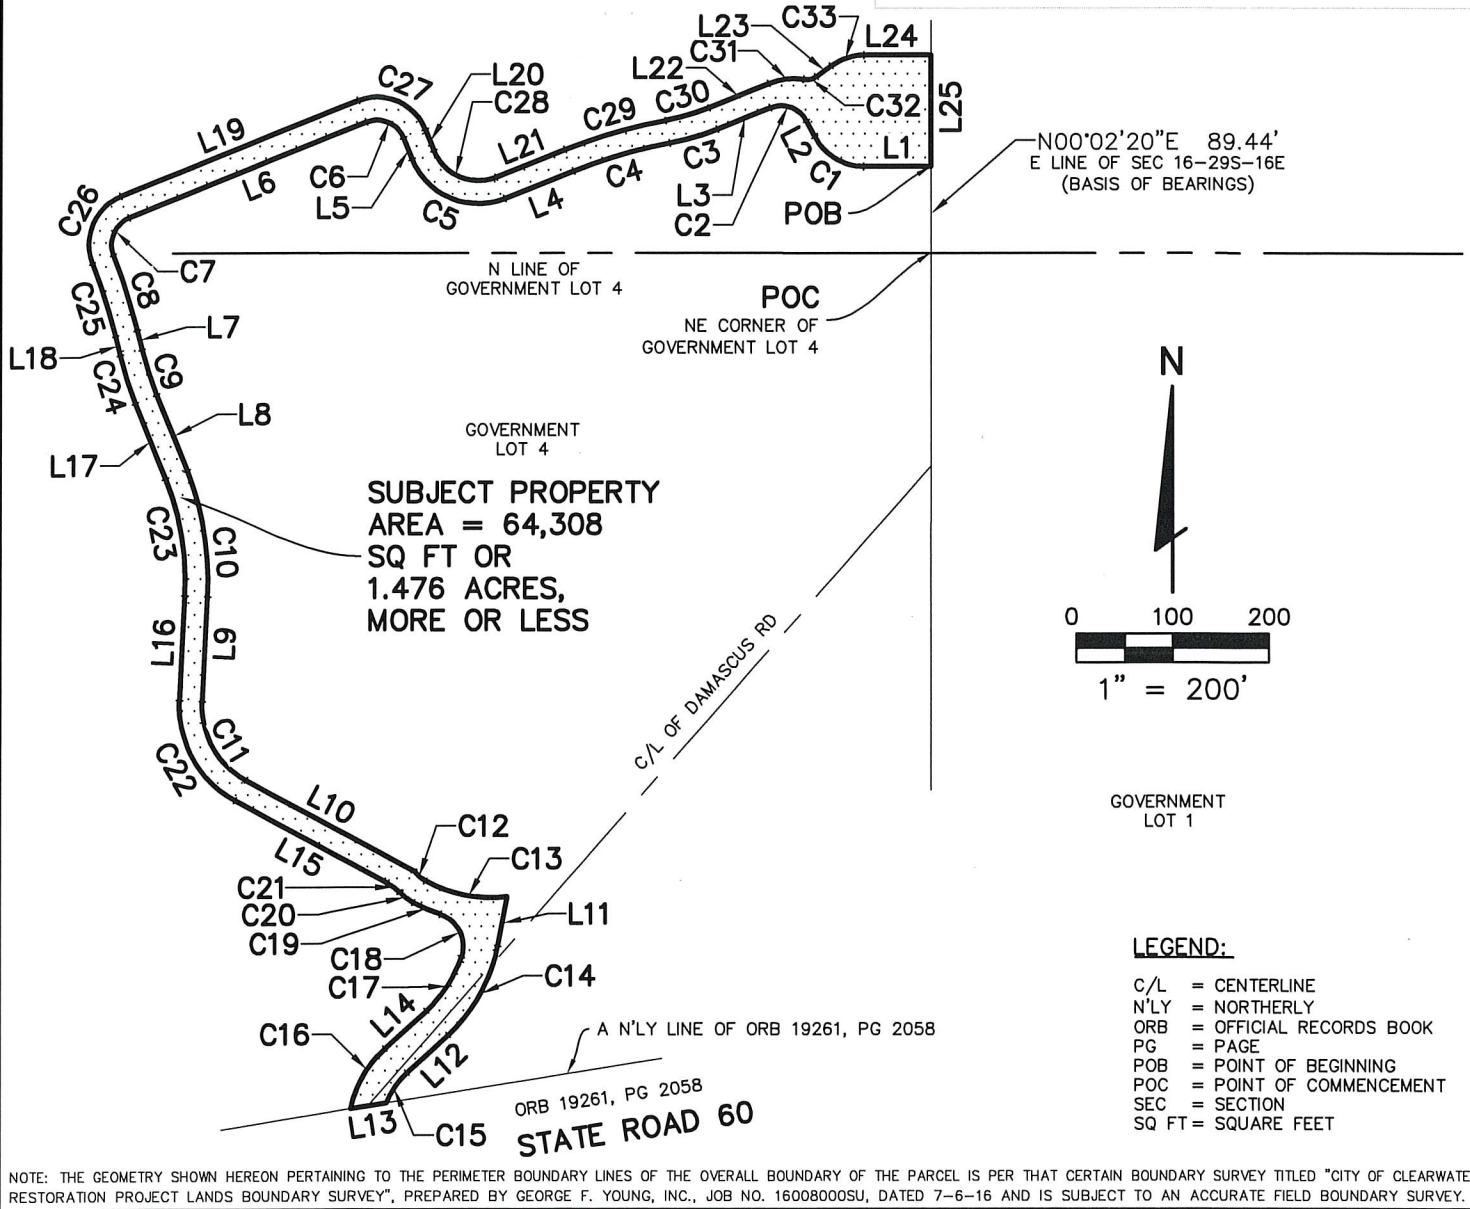 C33
L23
L24
C31
L22
C27
L20
C28
C30
C32
L25
C29
L19
L21
L2
L1
N00°02'20"E 89.44'
E LINE OF SEC 16-29S-16E
(BASIS OF BEARINGS)
C3
C1
C4
C6
L6
L5
C5
L4
L3
C2
POB
C26
C7
N LINE OF
GOVERNMENT LOT 4
POC
NE CORNER OF
GOVERNMENT LOT 4
C8
C25
L7
L18
C24
C9
N
L8
L17
GOVERNMENT
LOT 4
SUBJECT PROPERTY
AREA = 64,308
SQ FT OR
1.476 ACRES,
MORE OR LESS
C23
C10
L16
L9
0 100 200
1" = 200'
C/L OF DAMASCUS RD
C11
C22
L10
GOVERNMENT
LOT 1
L15
C12
C13
C21
C20
C19
L11
C18
C17
C14
L14
C16
L12
A N'LY LINE OF ORB 19261, PG 2058
ORB 19261, PG 2058
L13
C15
STATE ROAD 60
LEGEND:
C/L = CENTERLINE
N'LY = NORTHERLY
ORB = OFFICIAL RECORDS BOOK
PG = PAGE
POB = POINT OF BEGINNING
POC = POINT OF COMMENCEMENT
SEC = SECTION
SQ FT = SQUARE FEET
NOTE: THE GEOMETRY SHOWN HEREON PERTAINING TO THE PERIMETER BOUNDARY LINES OF THE OVERALL BOUNDARY OF THE PARCEL IS PER THAT CERTAIN BOUNDARY SURVEY TITLED "CITY OF CLEARWATE
RESTORATION PROJECT LANDS BOUNDARY SURVEY", PREPARED BY GEORGE F. YOUNG, INC., JOB NO. 16008000SU, DATED 7-6-16 AND IS SUBJECT TO AN ACCURATE FIELD BOUNDARY SURVEY.